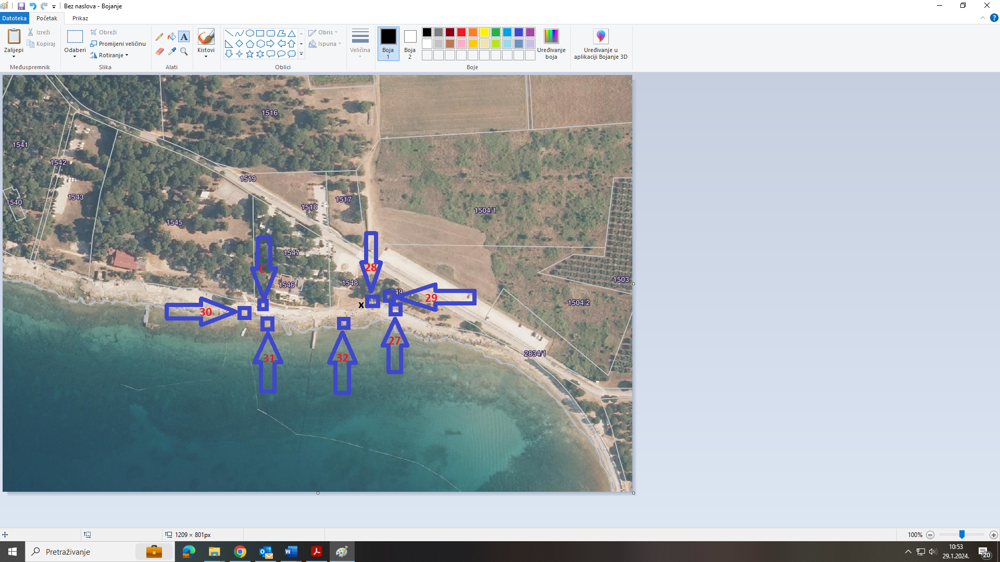 Bez naslova - Bojanje
Datoteka Početak Prikaz
Zalijepi
Izreži
Kopiraj
Međuspremnik
Odaberi
Obreži
Promijeni veličinu
Rotiranje
Slika
A
Alati
Kistovi
Obris
Ispuna
Oblici
Veličina
Boja
1
Boja
2
Uređivanje
boja
Boje
Uređivanje u
aplikaciji Bojanje 3D
1516
1541
1542
1519
1540
1543
1517
1518
1504/1
1545
1547
C
28
1503
1546
1548
1549
29
x
1504/2
30
27
31
32
2834/1
1209 × 801px
100%
Pretraživanje
10:53
29.1.2024.
20